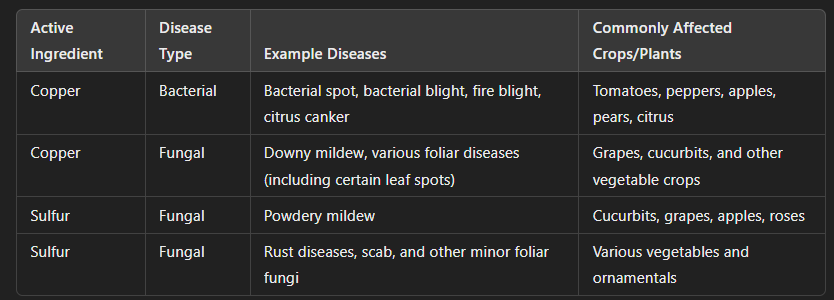 Active Ingredient
Disease Type
Example Diseases
Commonly Affected Crops/Plants
Copper
Bacterial
Bacterial spot, bacterial blight, fire blight,
citrus canker
Tomatoes, peppers, apples,
pears, citrus
Copper
Fungal
Downy mildew, various foliar diseases
(including certain leaf spots)
Grapes, cucurbits, and other
vegetable crops
Sulfur
Fungal
Powdery mildew
Cucurbits, grapes, apples, roses
Sulfur
Fungal
Rust diseases, scab, and other minor foliar
fungi
Various vegetables and
ornamentals